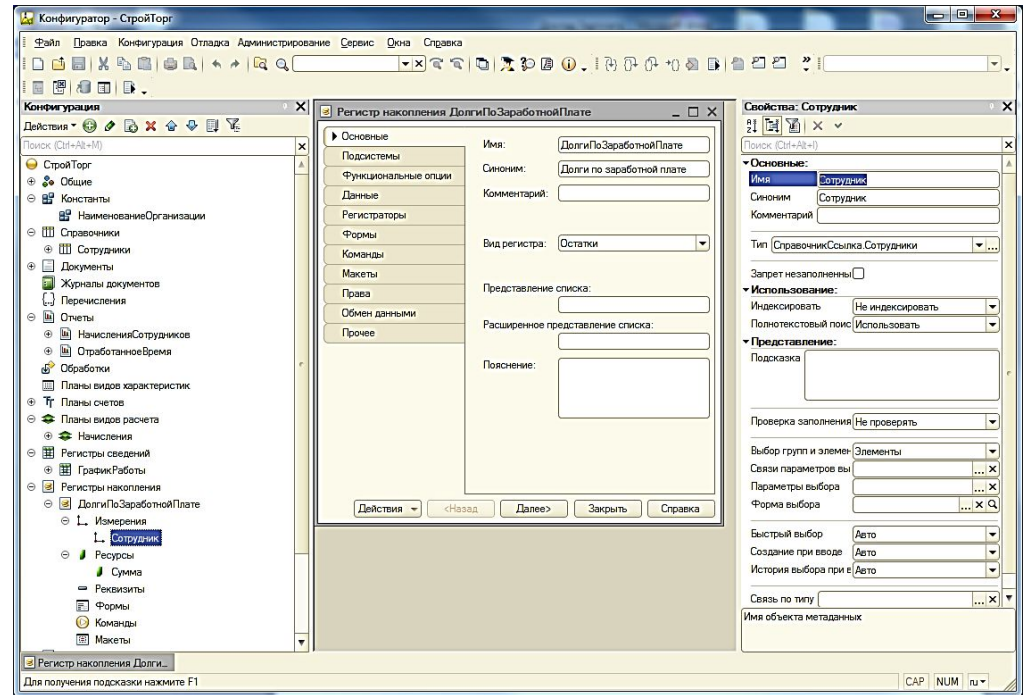 Конфигуратор - СтройТорг
Файл Правка Конфигурация Отладка Администрирование Сервис Окна Справка
Конфигурация
Действия
Поиск (Ctrl+Alt+M)
СтройТорг
Общие
Константы
НаименованиеОрганизации
Справочники
Сотрудники
Документы
Журналы документов
Перечисления
Отчеты
НачисленияСотрудников
ОтработанноеВремя
Обработки
Планы видов характеристик
Планы счетов
Планы видов расчета
Начисления
Регистры сведений
ГрафикРаботы
Регистры накопления
ДолгиПоЗаработнойПлате
Измерения
Сотрудник
Ресурсы
Сумма
Реквизиты
Формы
Команды
Макеты
Регистр накопления ДолгиПоЗаработнойПлате
Основные
Подсистемы
Функциональные опции
Данные
Регистраторы
Формы
Команды
Макеты
Права
Обмен данными
Прочее
Имя: ДолгиПоЗаработнойПлате
Синоним: Долги по заработной плате
Комментарий:
Вид регистра: Остатки
Представление списка:
Расширенное представление списка:
Пояснение:
Действия <Назад Далее> Закрыть Справка
Свойства: Сотрудник
Поиск (Ctrl+Alt+I)
Основные:
Имя Сотрудник
Синоним Сотрудник
Комментарий
Тип СправочникСсылка.Сотрудники
Запрет незаполненны
Использование:
Индексировать Не индексировать
Полнотекстовый поис Использовать
Представление:
Подсказка
Проверка заполнения Не проверять
Выбор групп и элемен Элементы
Связи параметров вы
Параметры выбора
Форма выбора
Быстрый выбор Авто
Создание при вводе Авто
История выбора при в Авто
Связь по типу
Имя объекта метаданных
Регистр накопления Долги...
Для получения подсказки нажмите F1
CAP NUM ru